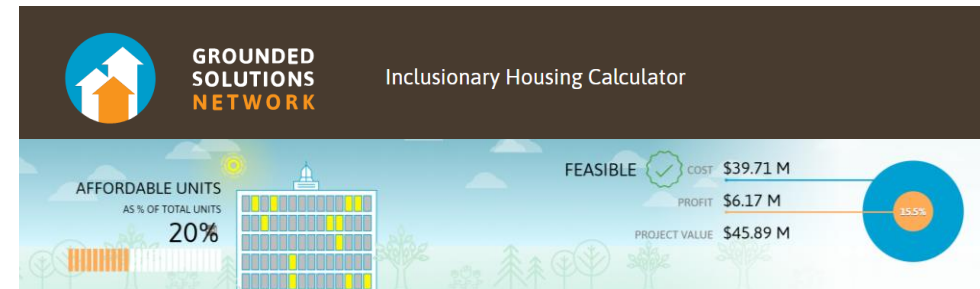 GROUNDED
SOLUTIONS
NETWORK
Inclusionary Housing Calculator
AFFORDABLE UNITS
AS % OF TOTAL UNITS
20%
FEASIBLE
COST $39.71 M
PROFIT $6.17 M
PROJECT VALUE $45.89 M
15.5%